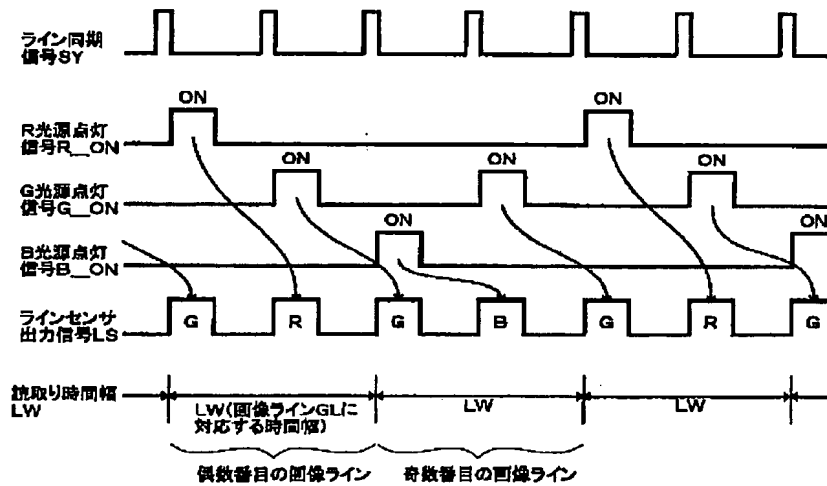 ライン同期
信号SY
ON
ON
R光源点灯
信号R__ON
ON
ON
ON
G光源点灯
信号G__ON
ON
ON
B光源点灯
信号B__ON
ラインセンサ
出力信号LS
G
R
G
B
G
R
G
読取り時間幅
LW
LW(画像ラインGLに
対応する時間幅)
LW
LW
偶数番目の画像ライン
奇数番目の画像ライン